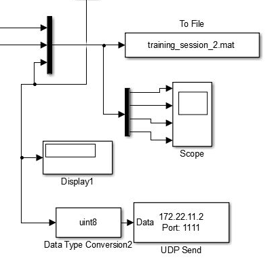 To File
training_session_2.mat
Scope
Display1
uint8
Data Type Conversion2
Data
172.22.11.2
Port: 1111
UDP Send